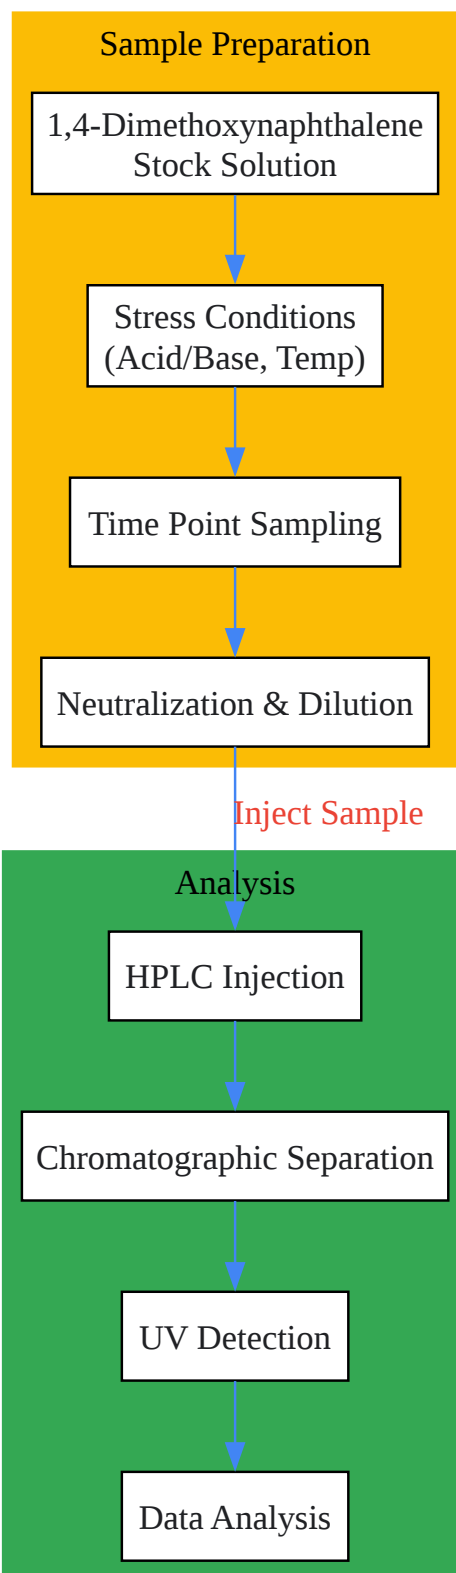 Sample Preparation
1,4-Dimethoxynaphthalene
Stock Solution
Stress Conditions
(Acid/Base, Temp)
Time Point Sampling
Neutralization & Dilution
Inject Sample
Analysis
HPLC Injection
Chromatographic Separation
UV Detection
Data Analysis